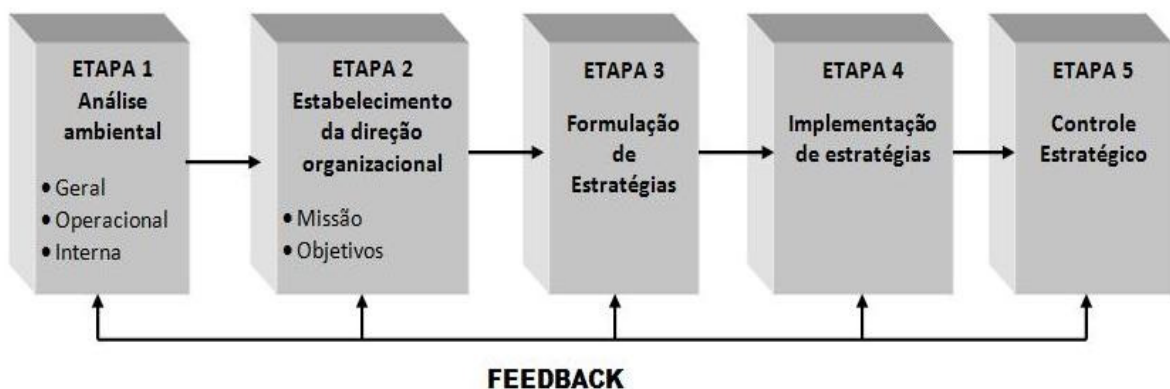 ETAPA 1
Análise
ambiental
• Geral
• Operacional
• Interna
ETAPA 2
Estabelecimento
da direção
organizacional
• Missão
• Objetivos
ETAPA 3
Formulação
de
Estratégias
ETAPA 4
Implementação
de estratégias
ETAPA 5
Controle
Estratégico
FEEDBACK